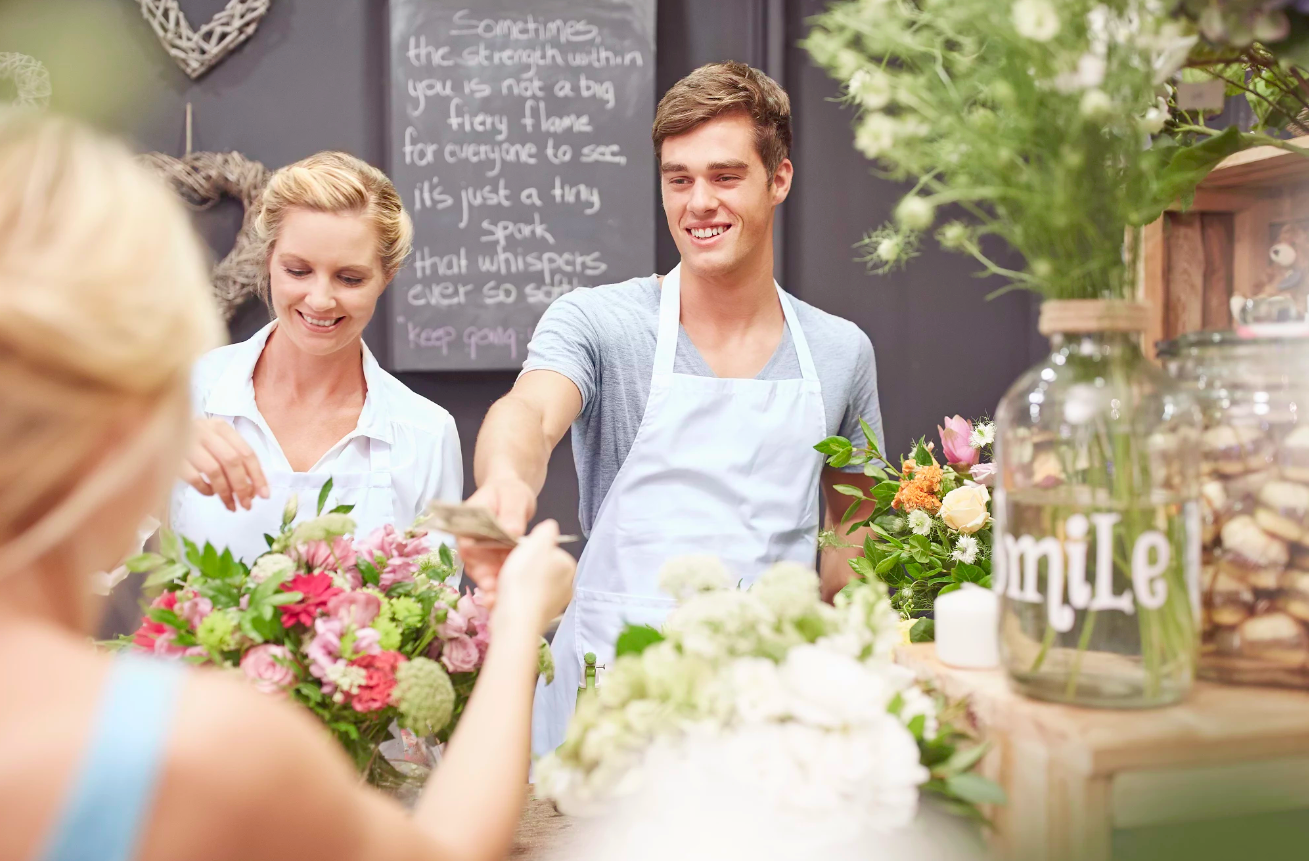 Sometimes,
the strength within
you is not a big
fiery flame
for everyone to see,
it's just a tiny
spark
that whispers
ever so
"keep going
smiLe